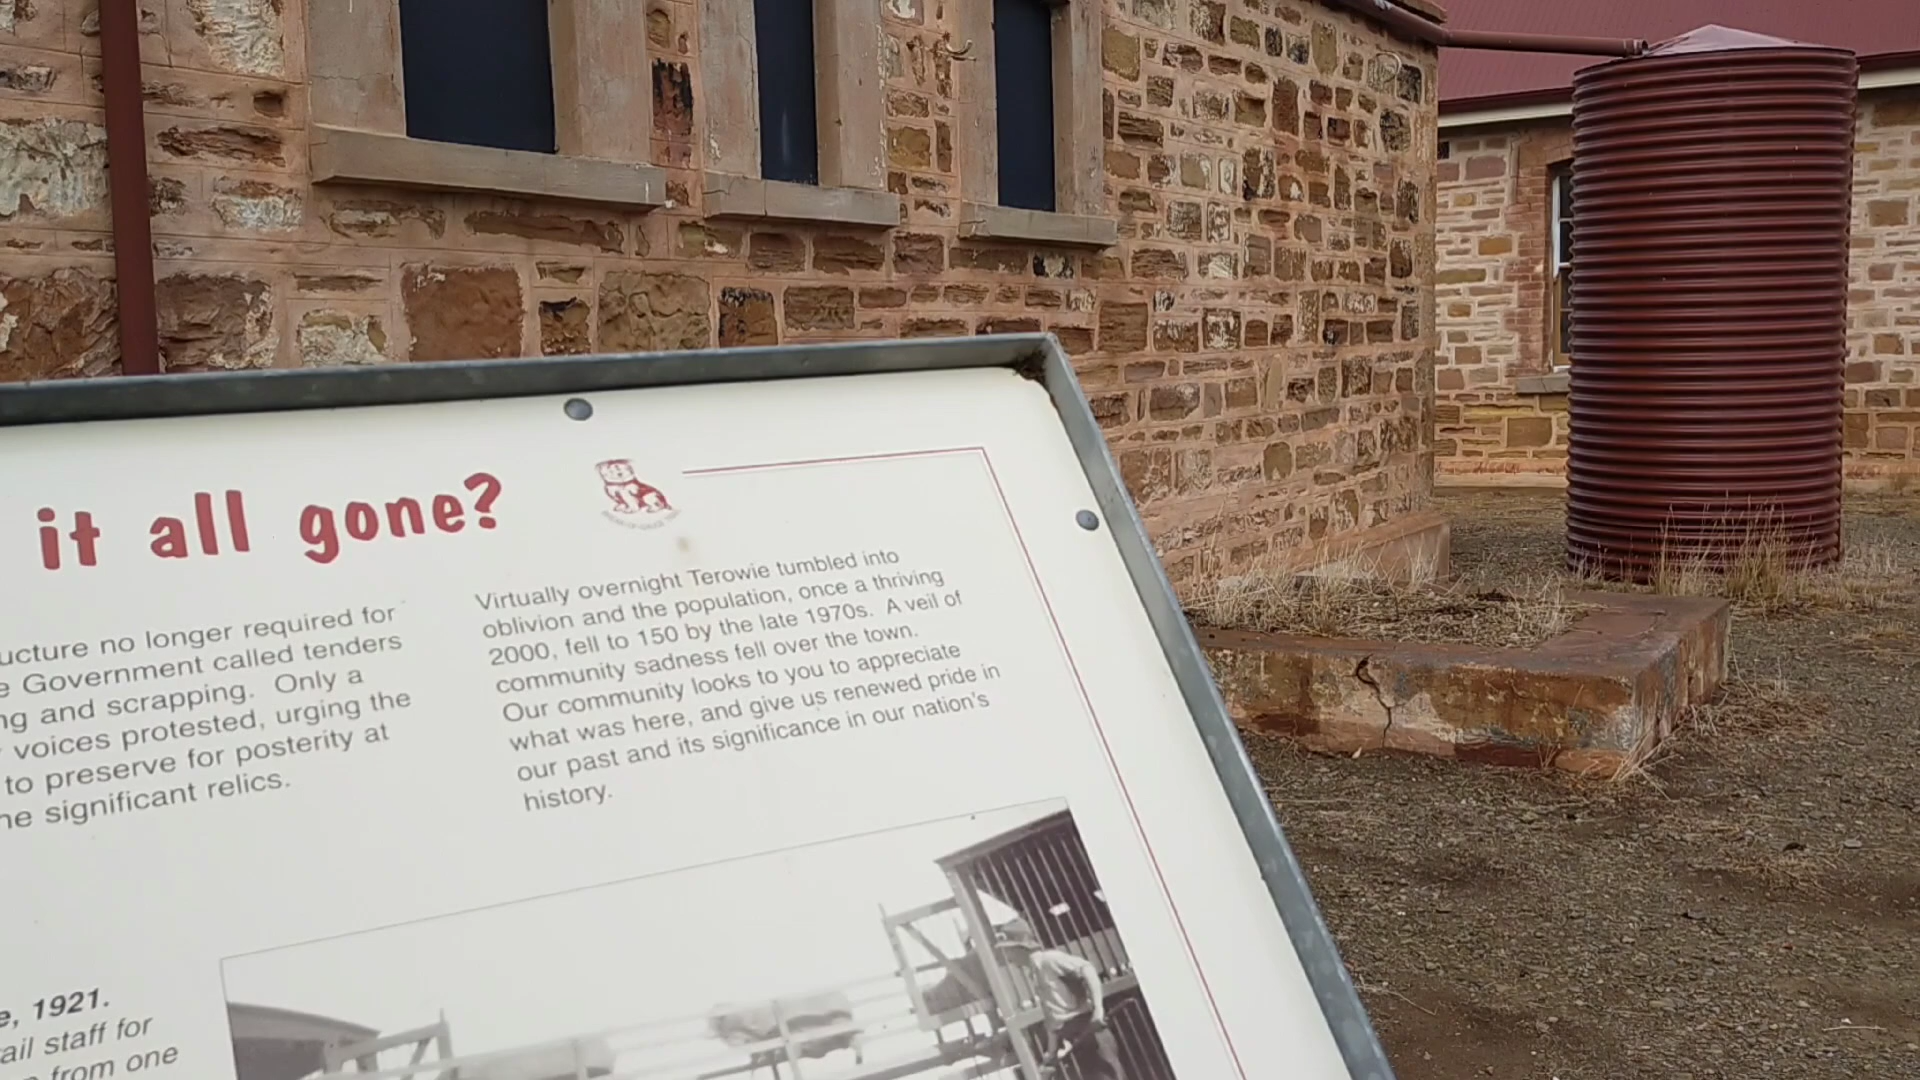 it all gone?
ucture no longer required for
e Government called tenders
ng and scrapping. Only a
voices protested, urging the
to preserve for posterity at
ne significant relics.
Virtually overnight Terowie tumbled into
oblivion and the population, once a thriving
2000, fell to 150 by the late 1970s. A veil of
community sadness fell over the town.
Our community looks to you to appreciate
what was here, and give us renewed pride in
our past and its significance in our nation's
history.
e, 1921.
ail staff for
from one